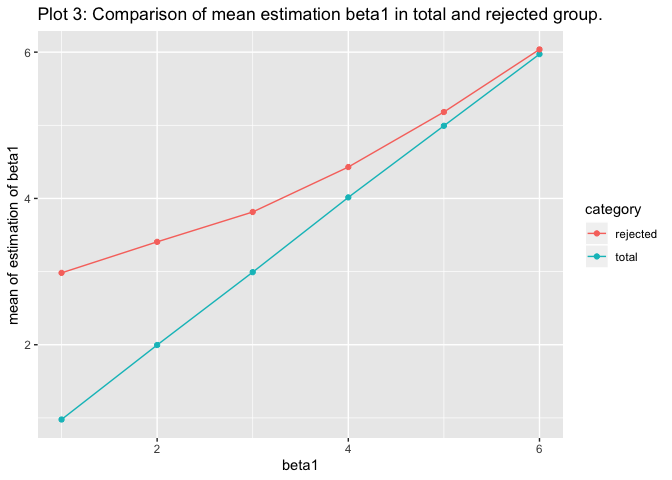 Plot 3: Comparison of mean estimation beta1 in total and rejected group.
6
4
2
mean of estimation of beta1
2
4
6
beta1
category
rejected
total